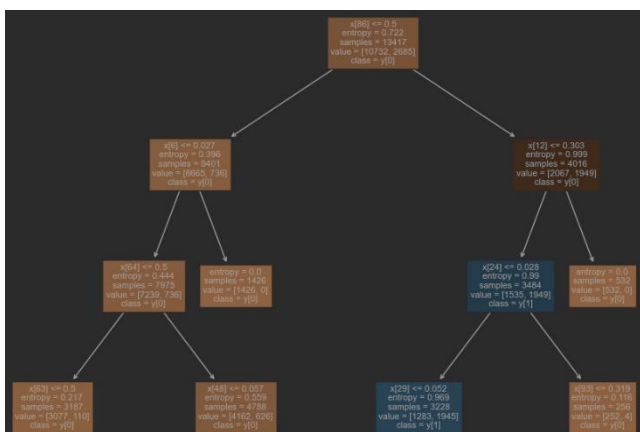 x[86] <= 0.5
entropy = 0.722
samples = 13417
value = [10732, 2685]
class = y[0]
x[6] <= 0.027
entropy = 0.396
samples = 9401
value = [8665, 736]
class = y[0]
x[12] <= 0.303
entropy = 0.999
samples = 4016
value = [2067, 1949]
class = y[0]
x[64] <= 0.5
entropy = 0.444
samples = 7975
value = [7239, 736]
class = y[0]
entropy = 0.0
samples = 1426
value = [1426, 0]
class = y[0]
x[24] <= 0.028
entropy = 0.99
samples = 3484
value = [1535, 1949]
class = y[1]
entropy = 0.0
samples = 532
value = [532, 0]
class = y[0]
x[63] <= 0.5
entropy = 0.217
samples = 3187
value = [3077, 110]
class = y[0]
x[48] <= 0.057
entropy = 0.559
samples = 4788
value = [4162, 626]
class = y[0]
x[29] <= 0.052
entropy = 0.969
samples = 3228
value = [1283, 1945]
class = y[1]
x[93] <= 0.319
entropy = 0.116
samples = 256
value = [252, 4]
class = y[0]